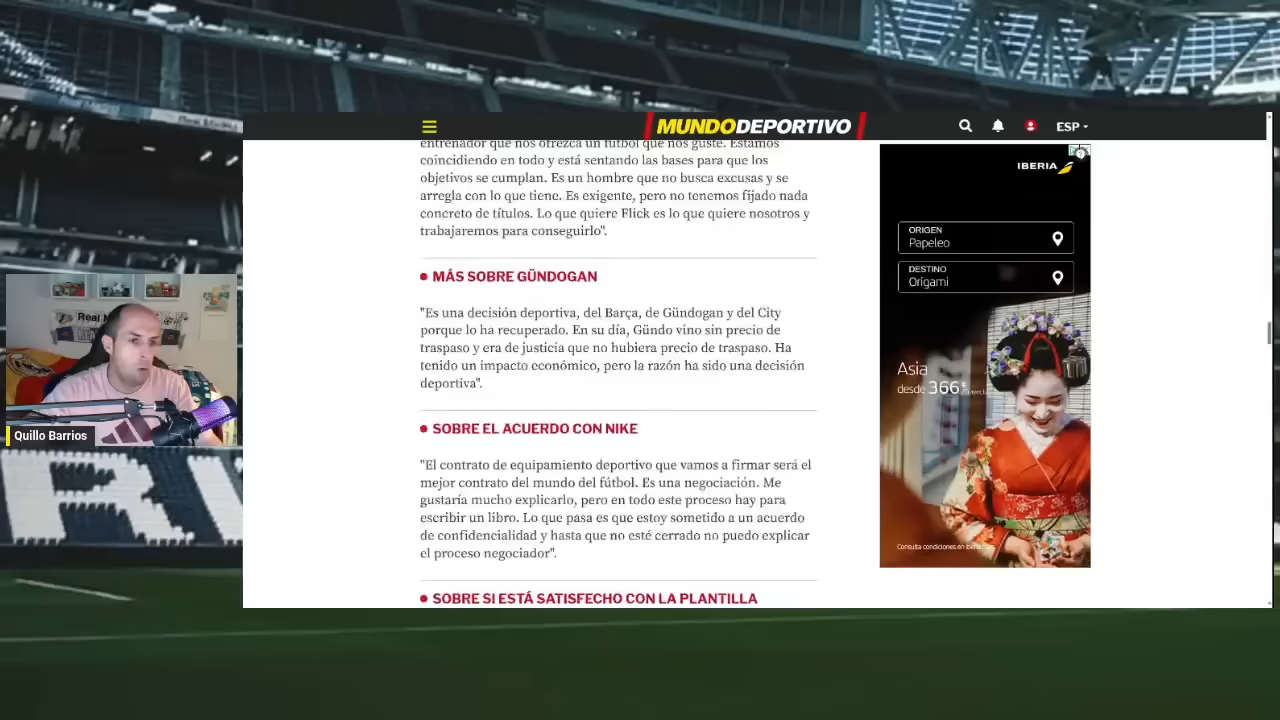 MUNDODEPORTIVO
ESP
entrenador que nos ofrezca un fútbol que nos guste. Estamos
coincidiendo en todo y está sentando las bases para que los
objetivos se cumplan. Es un hombre que no busca excusas y se
arregla con lo que tiene. Es exigente, pero no tenemos fijado nada
concreto de títulos. Lo que quiere Flick es lo que quiere nosotros y
trabajaremos para conseguirlo".
MÁS SOBRE GÜNDOGAN
"Es una decisión deportiva, del Barça, de Gündogan y del City
porque lo ha recuperado. En su día, Gündo vino sin precio de
traspaso y era de justicia que no hubiera precio de traspaso. Ha
tenido un impacto económico, pero la razón ha sido una decisión
deportiva".
SOBRE EL ACUERDO CON NIKE
"El contrato de equipamiento deportivo que vamos a firmar será el
mejor contrato del mundo del fútbol. Es una negociación. Me
gustaría mucho explicarlo, pero en todo este proceso hay para
escribir un libro. Lo que pasa es que estoy sometido a un acuerdo
de confidencialidad y hasta que no esté cerrado no puedo explicar
el proceso negociador".
SOBRE SI ESTÁ SATISFECHO CON LA PLANTILLA
IBERIA
ORIGEN
Papeleo
DESTINO
Origami
Asia
desde 366€
Consulta condiciones en
Real
Quillo Barrios